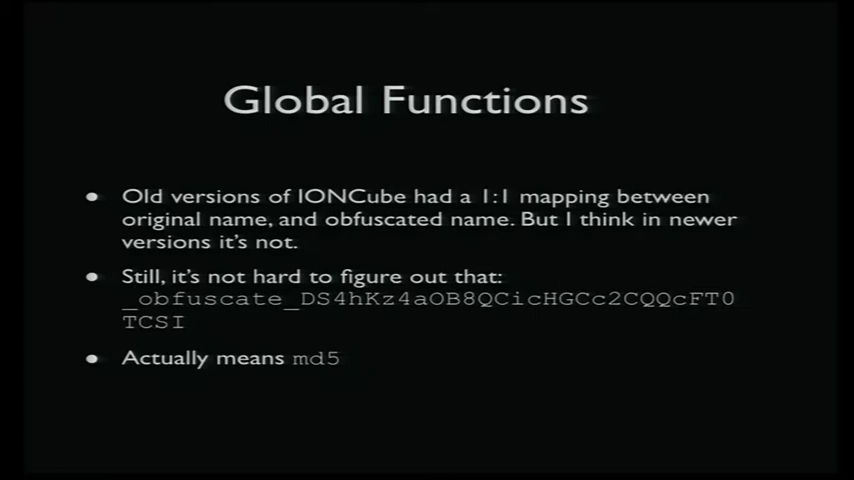 Global Functions
Old versions of IONCube had a 1:1 mapping between
original name, and obfuscated name. But I think in newer
versions it's not.
Still, it's not hard to figure out that:
_obfuscate_DS4hKz4aOB8QCicHGCc2CQQcFT0
TCSI
Actually means md5